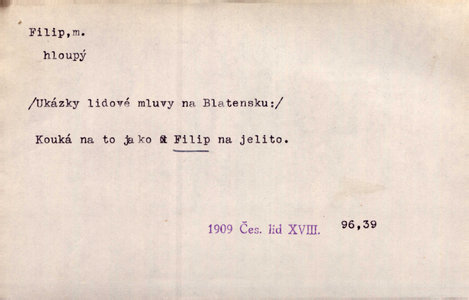 Filip,m.
hloupý
/Ukázky lidové mluvy na Blatensku:/
Kouká na to jako Filip na jelito.
1909 Čes. lid XVIII. 96,39